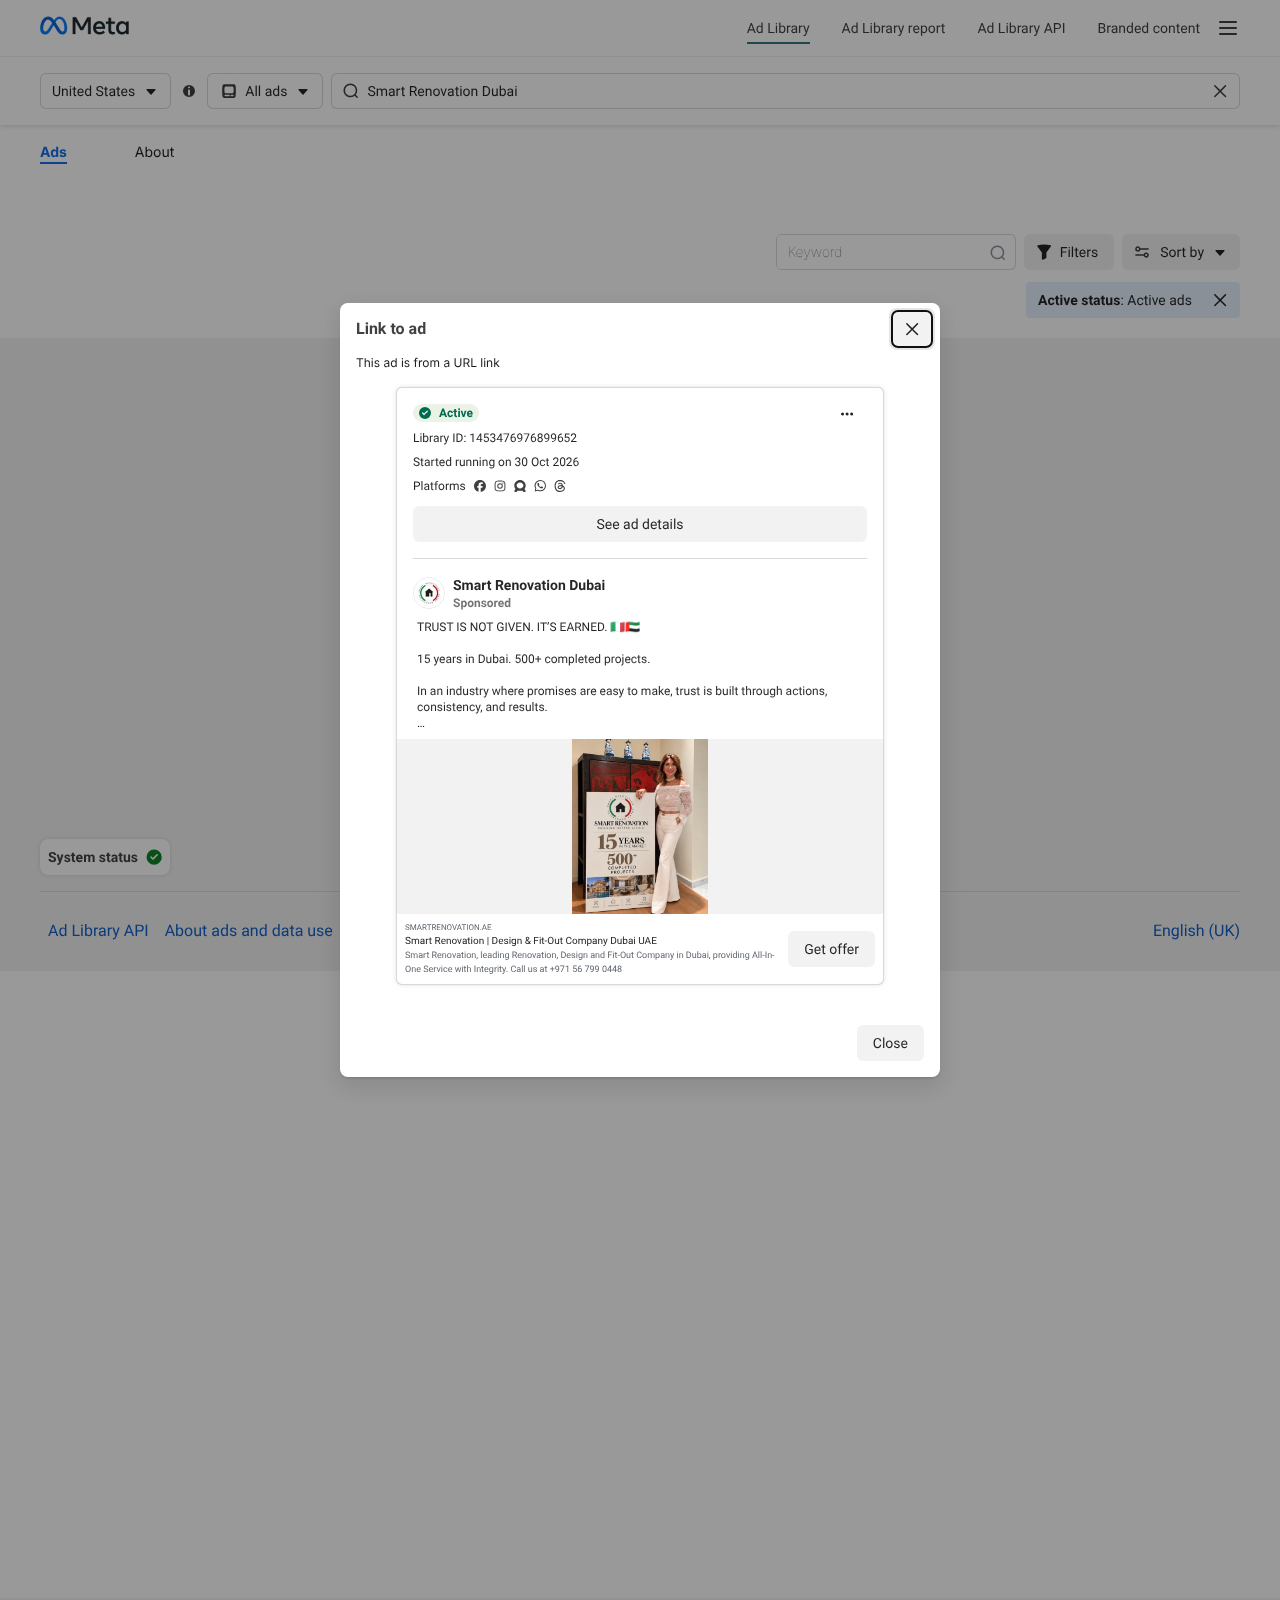 Meta
Ad Library
Ad Library report
Ad Library API
Branded content
United States
All ads
Smart Renovation Dubai
Ads
About
Keyword
Filters
Sort by
Active status: Active ads
Link to ad
This ad is from a URL link
Active
Library ID: 1453476976899652
Started running on 30 Oct 2026
Platforms
See ad details
Smart Renovation Dubai
Sponsored
TRUST IS NOT GIVEN. IT’S EARNED. 🇮🇹🇦🇪
15 years in Dubai. 500+ completed projects.
In an industry where promises are easy to make, trust is built through actions,
consistency, and results.
...
SMART RENOVATION
15 YEARS
500+
COMPLETED
PROJECTS
SMARTRENOVATION.AE
Smart Renovation | Design & Fit-Out Company Dubai UAE
Smart Renovation, leading Renovation, Design and Fit-Out Company in Dubai, providing All-In-
One Service with Integrity. Call us at +971 56 799 0448
Get offer
Close
System status
Ad Library API
About ads and data use
English (UK)